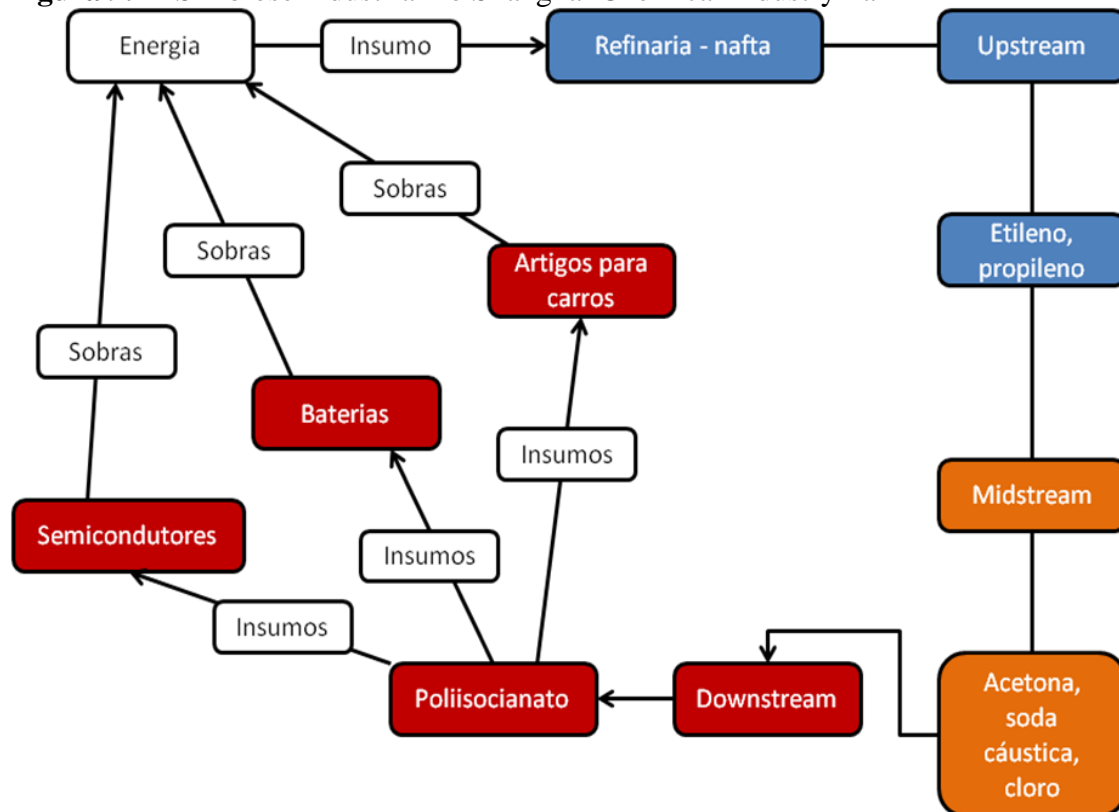 Energia
Insumo
Refinaria - nafta
Upstream
Sobras
Sobras
Etileno,
propileno
Artigos para
carros
Sobras
Baterias
Insumos
Midstream
Semicondutores
Insumos
Insumos
Poliisocianato
Downstream
Acetona,
soda
cáustica,
cloro